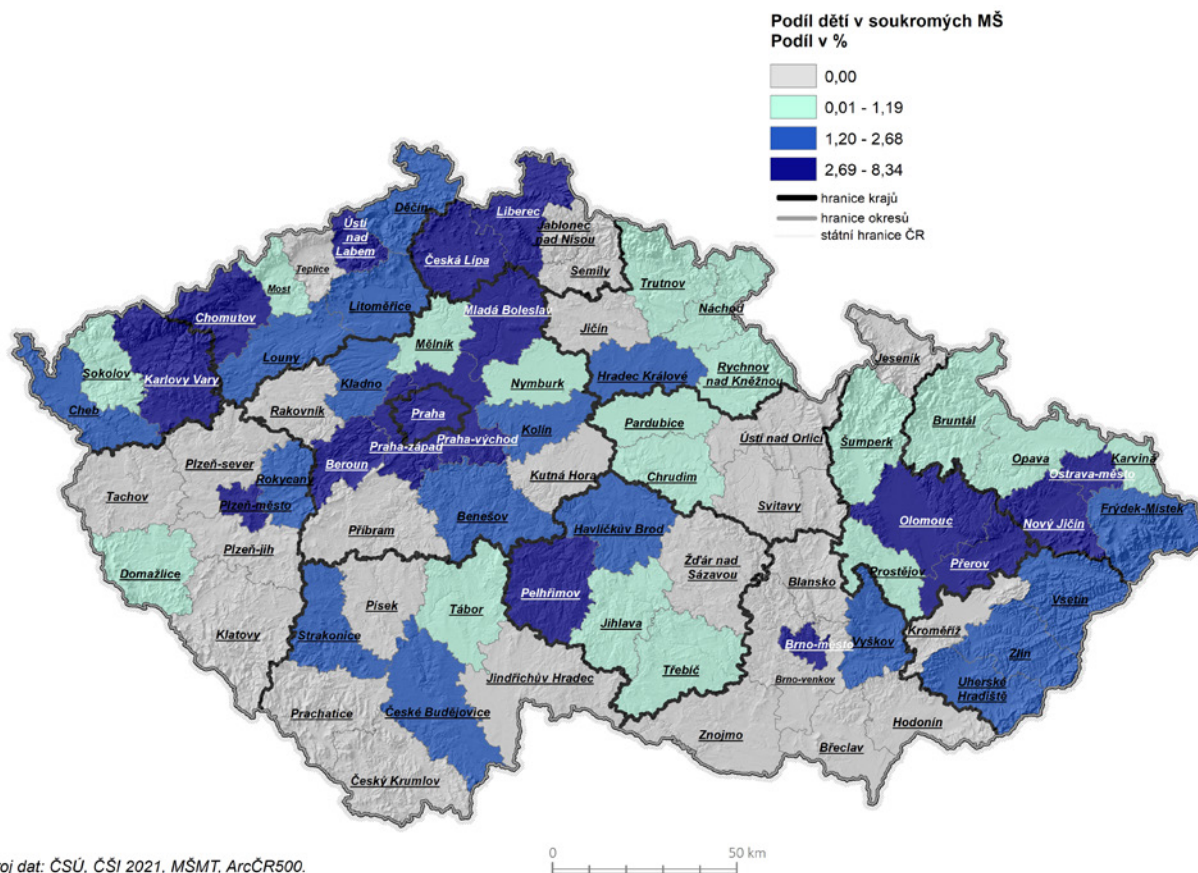 Podíl dětí v soukromých MŠ
Podíl v %
0,00
0,01 - 1,19
1,20 - 2,68
2,69 - 8,34
hranice krajů
hranice okresů
státní hranice ČR
Děčín
Liberec
Ústí
nad
Labem
Jablonec
nad Nisou
Česká Lípa
Teplice
Semily
Most
Trutnov
Litoměřice
Chomutov
Mladá Boleslav
Náchod
Jičín
Mělník
Louny
Jeseník
Sokolov
Rychnov
nad Kněžnou
Karlovy Vary
Kladno
Nymburk
Hradec Králové
Cheb
Rakovník
Praha
Bruntál
Pardubice
Kolín
Ústí nad Orlicí
Šumperk
Praha-východ
Praha-západ
Opava
Karviná
Plzeň-sever
Beroun
Kutná Hora
Chrudim
Ostrava-město
Rokycany
Tachov
Svitavy
Plzeň-město
Frýdek-Místek
Benešov
Olomouc
Nový Jičín
Příbram
Havlíčkův Brod
Plzeň-jih
Žďár nad
Sázavou
Přerov
Domažlice
Prostějov
Blansko
Pelhřimov
Vsetín
Písek
Tábor
Jihlava
Kroměříž
Klatovy
Strakonice
Brno-město
Vyškov
Zlín
Třebíč
Jindřichův Hradec
Brno-venkov
Uherské
Hradiště
Prachatice
České Budějovice
Hodonín
Znojmo
Břeclav
Český Krumlov
oj dat: ČSÚ, ČŠI 2021, MŠMT, ArcČR500.
0
50 km